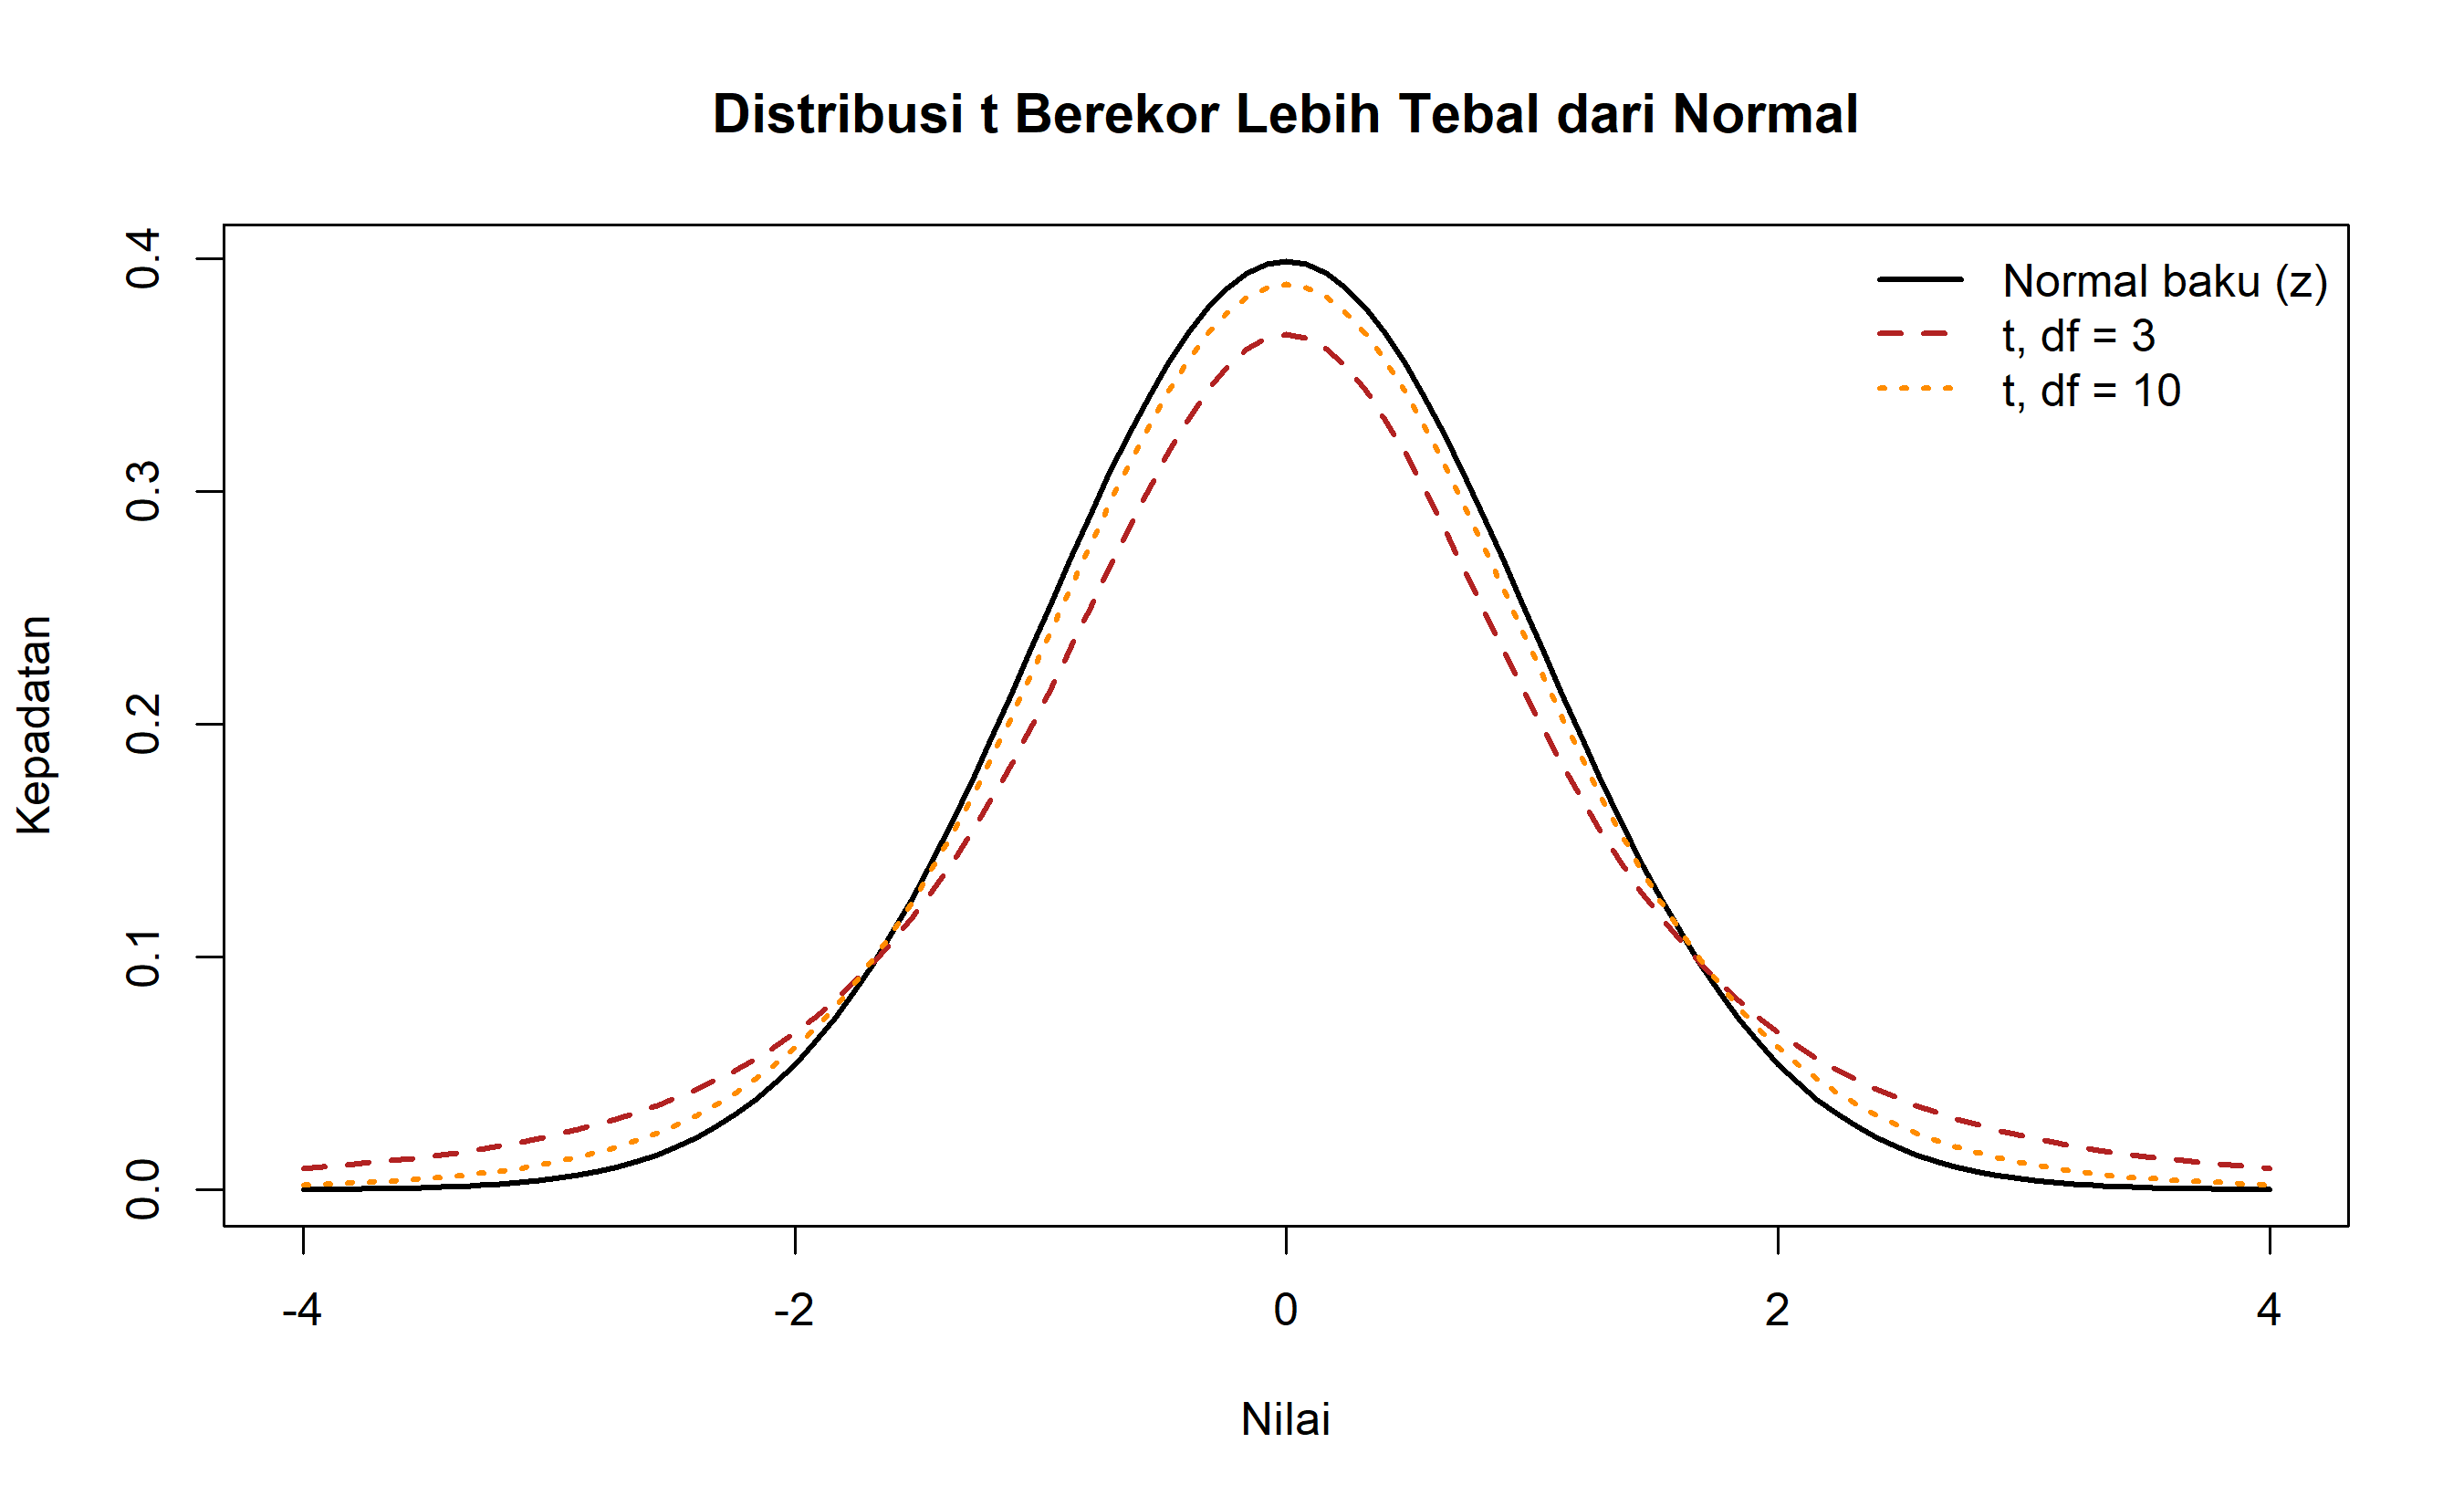 Distribusi t Berekor Lebih Tebal dari Normal
Normal baku (z)
t, df = 3
t, df = 10
Kepadatan
0.4
0.3
0.2
0.1
0.0
-4
-2
0
2
4
Nilai